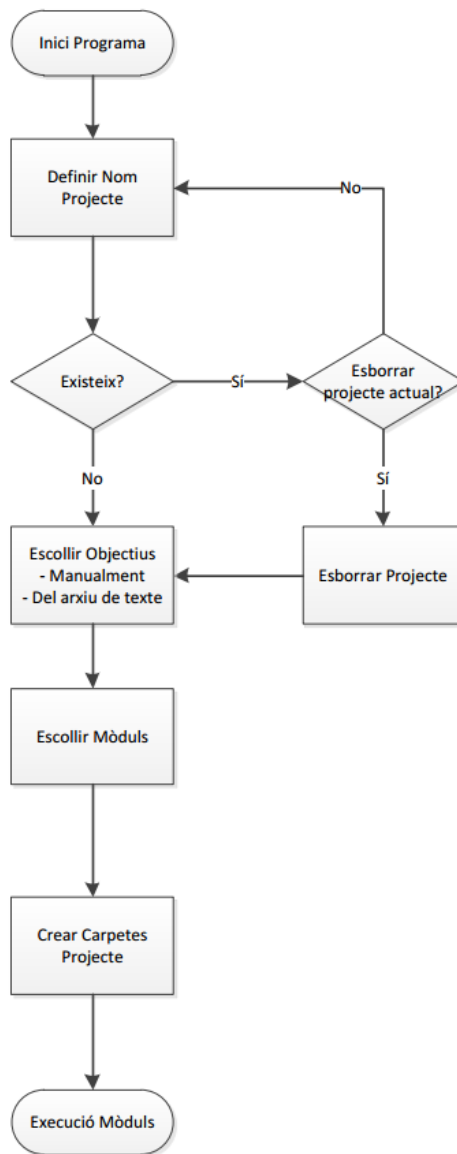 Inici Programa
Definir Nom
Projecte
No
Existeix?
Sí
Esborrar
projecte actual?
No
Sí
Escollir Objectius
- Manualment
- Del arxiu de texte
Esborrar Projecte
Escollir Mòduls
Crear Carpetes
Projecte
Execució Mòduls